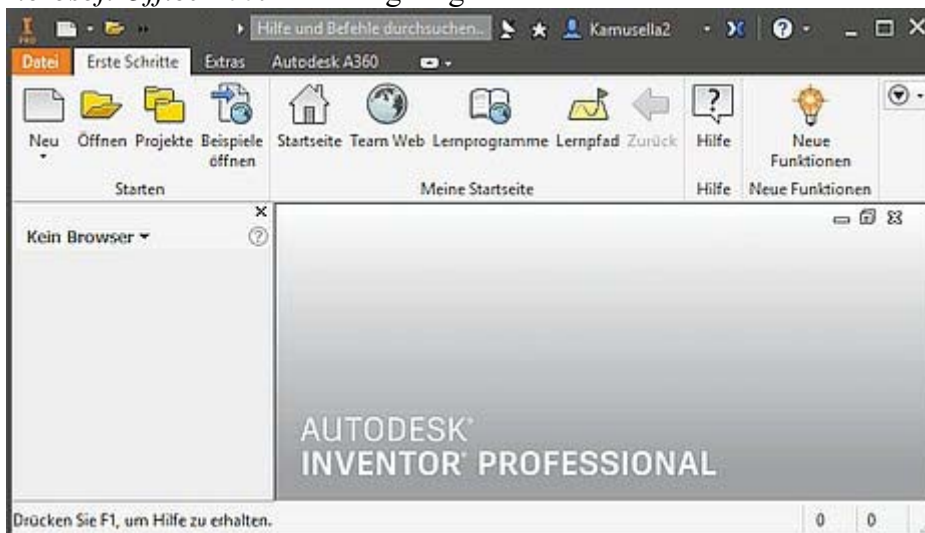 PRO Hilfe und Befehle durchsuchen... Kamusella2
Datei Erste Schritte Extras Autodesk A360
Neu Öffnen Projekte Beispiele öffnen Startseite Team Web Lernprogramme Lernpfad Zurück Hilfe Neue Funktionen
Starten Meine Startseite Hilfe Neue Funktionen
Kein Browser
AUTODESK®
INVENTOR® PROFESSIONAL
Drücken Sie F1, um Hilfe zu erhalten. 0 0